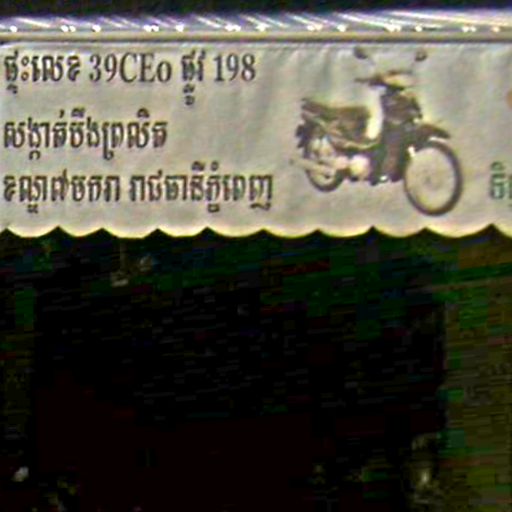 ផ្ទះលេខ 39CEo ផ្លូវ 198
សង្កាត់បឹងព្រលិត
ខណ្ឌ៧មករា រាជធានីភ្នំពេញ